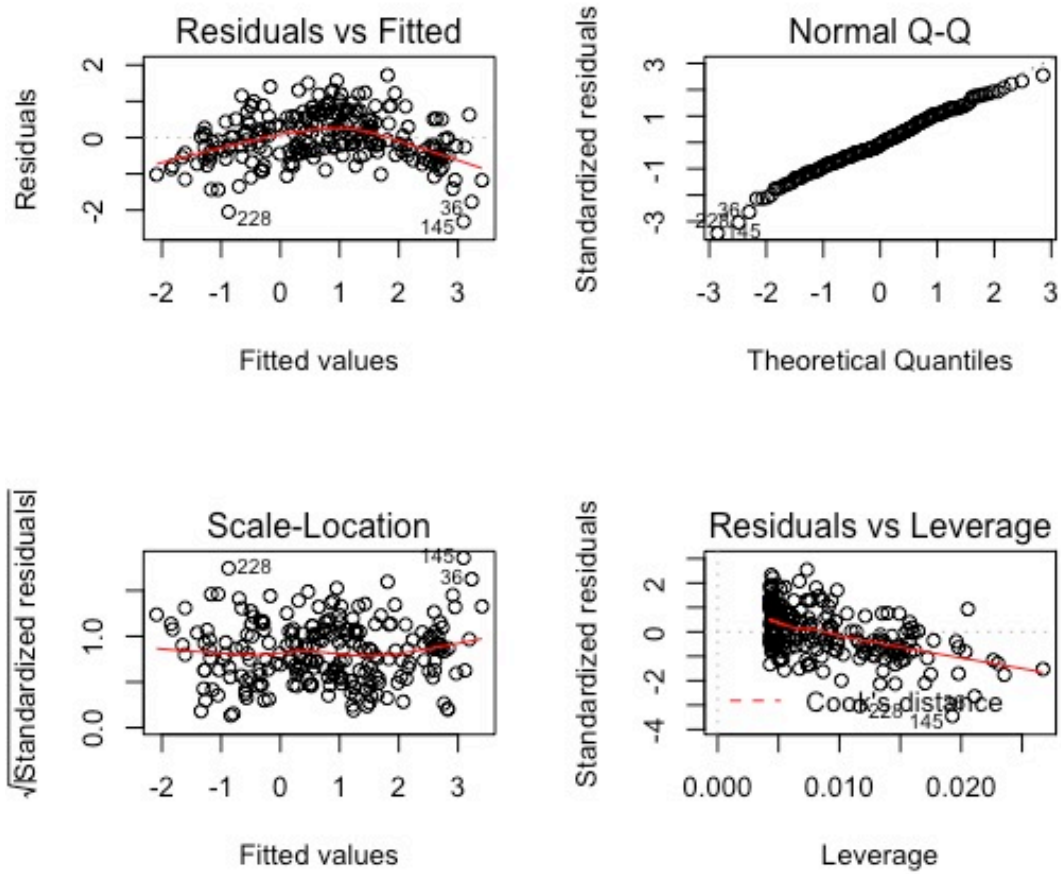 Residuals vs Fitted
Residuals
2
0
-2
228
36
145
-2 -1 0 1 2 3
Fitted values
Normal Q-Q
Standardized residuals
3
1
-1
-3
36
228
145
-3 -2 -1 0 1 2 3
Theoretical Quantiles
Scale-Location
√|Standardized residuals|
1.0
0.0
228
145
36
-2 -1 0 1 2 3
Fitted values
Residuals vs Leverage
Standardized residuals
2
0
-2
-4
Cook's distance
228
145
0.000 0.010 0.020
Leverage